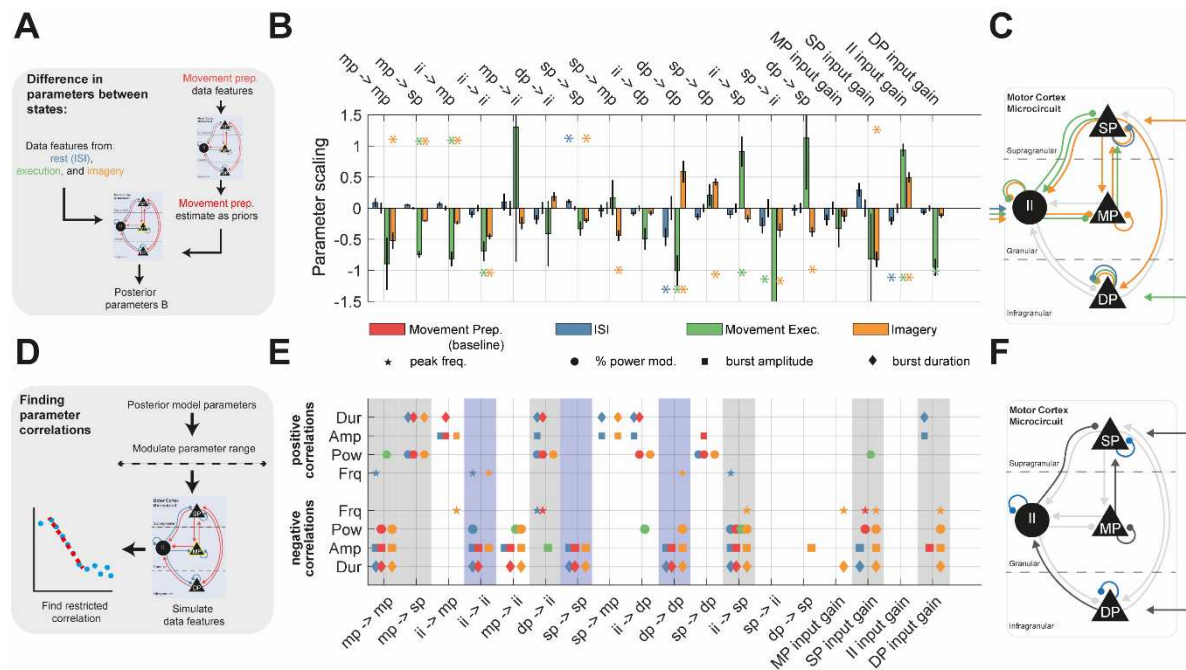 A
Difference in
parameters between
states:
Movement prep.
data features
Data features from:
rest (ISI),
execution, and imagery
Movement prep.
estimate as priors
Posterior
parameters B
B
mp -> mp
mp -> sp
ii -> mp
ii -> ii
mp -> ii
dp -> ii
sp -> sp
sp -> mp
ii -> dp
dp -> dp
sp -> dp
ii -> sp
sp -> ii
dp -> sp
MP input gain
SP input gain
II input gain
DP input gain
Parameter scaling
1.5
1
0.5
0
-0.5
-1
-1.5
Movement Prep.
(baseline)
ISI
Movement Exec.
Imagery
peak freq.
% power mod.
burst amplitude
burst duration
C
Motor Cortex
Microcircuit
SP
Supragranular
II
MP
Granular
DP
Infragranular
D
Finding
parameter
correlations
Posterior model parameters
Modulate parameter range
Motor Cortex
Microcircuit
SP
II
MP
DP
Find restricted
correlation
Simulate
data features
E
positive
correlations
Dur
Amp
Pow
Frq
negative
correlations
Frq
Pow
Amp
Dur
mp -> mp
mp -> sp
ii -> mp
ii -> ii
mp -> ii
dp -> ii
sp -> sp
sp -> mp
ii -> dp
dp -> dp
sp -> dp
ii -> sp
sp -> ii
dp -> sp
MP input gain
SP input gain
II input gain
DP input gain
F
Motor Cortex
Microcircuit
SP
Supragranular
II
MP
Granular
DP
Infragranular